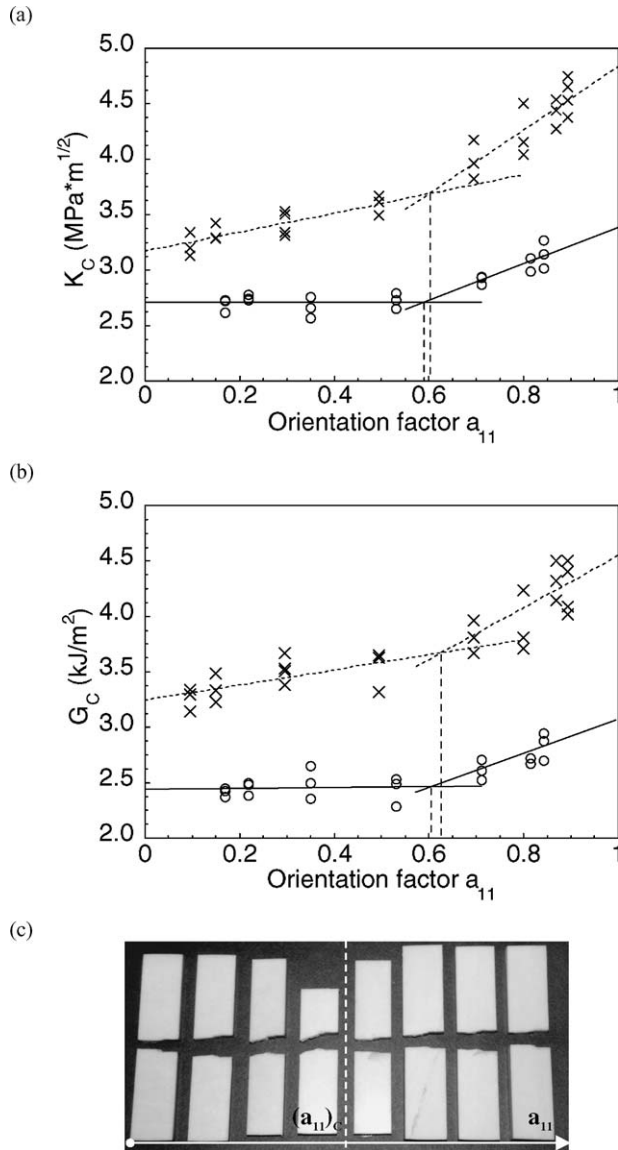 (a)
5.0
4.5
4.0
3.5
3.0
2.5
2.0
K_C (MPa*m^1/2)
0 0.2 0.4 0.6 0.8 1
Orientation factor a_11
(b)
5.0
4.5
4.0
3.5
3.0
2.5
2.0
G_C (kJ/m^2)
0 0.2 0.4 0.6 0.8 1
Orientation factor a_11
(c)
(a_11)_C a_11